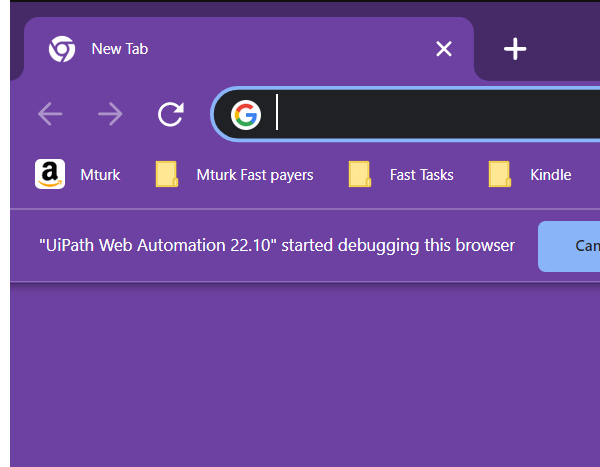 New Tab
Mturk Mturk Fast payers Fast Tasks Kindle
"UiPath Web Automation 22.10" started debugging this browser Can